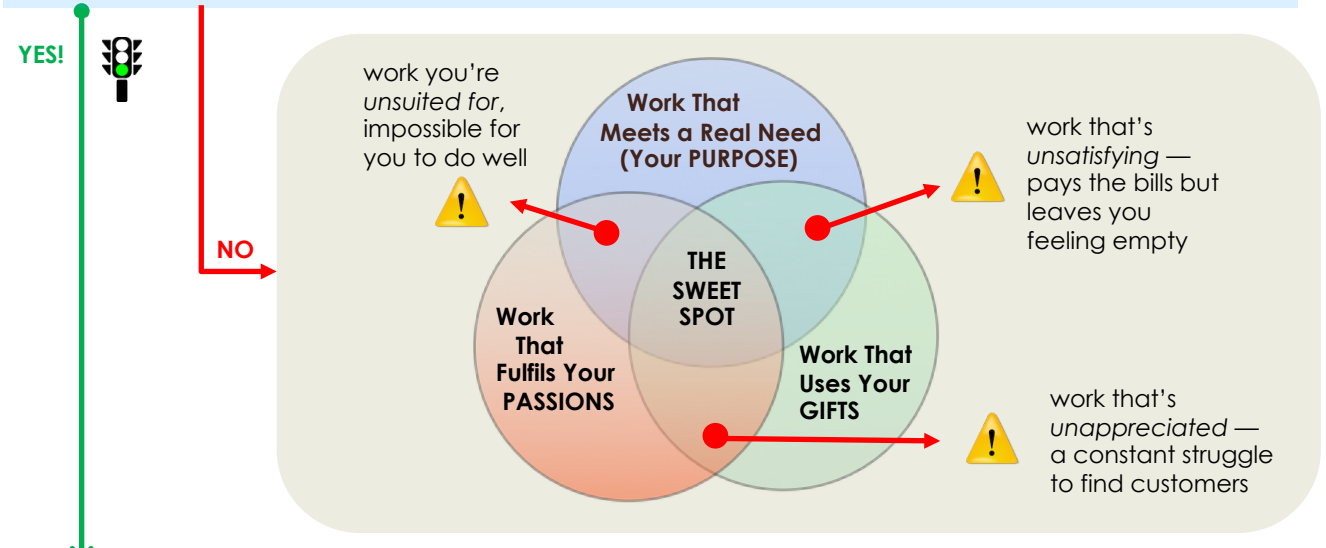 YES!
NO
work you're
unsuited for,
impossible for
you to do well
Work That
Meets a Real Need
(Your PURPOSE)
work that's
unsatisfying —
pays the bills but
leaves you
feeling empty
THE
SWEET
SPOT
Work
That
Fulfils Your
PASSIONS
Work That
Uses Your
GIFTS
work that's
unappreciated —
a constant struggle
to find customers